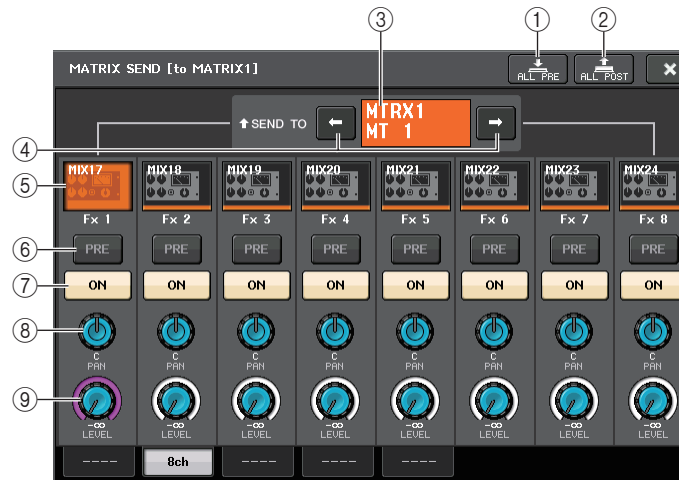 ① ②
③
MATRIX SEND [to MATRIX1]
ALL PRE ALL POST ×
SEND TO MTRX1
MT 1
④
⑤ MIX17 MIX18 MIX19 MIX20 MIX21 MIX22 MIX23 MIX24
Fx 1 Fx 2 Fx 3 Fx 4 Fx 5 Fx 6 Fx 7 Fx 8
⑥ PRE PRE PRE PRE PRE PRE PRE PRE
⑦ ON ON ON ON ON ON ON ON
⑧
C C C C C C C C
PAN PAN PAN PAN PAN PAN PAN PAN
⑨
-∞ -∞ -∞ -∞ -∞ -∞ -∞ -∞
LEVEL LEVEL LEVEL LEVEL LEVEL LEVEL LEVEL LEVEL
---- 8ch ---- ---- ----